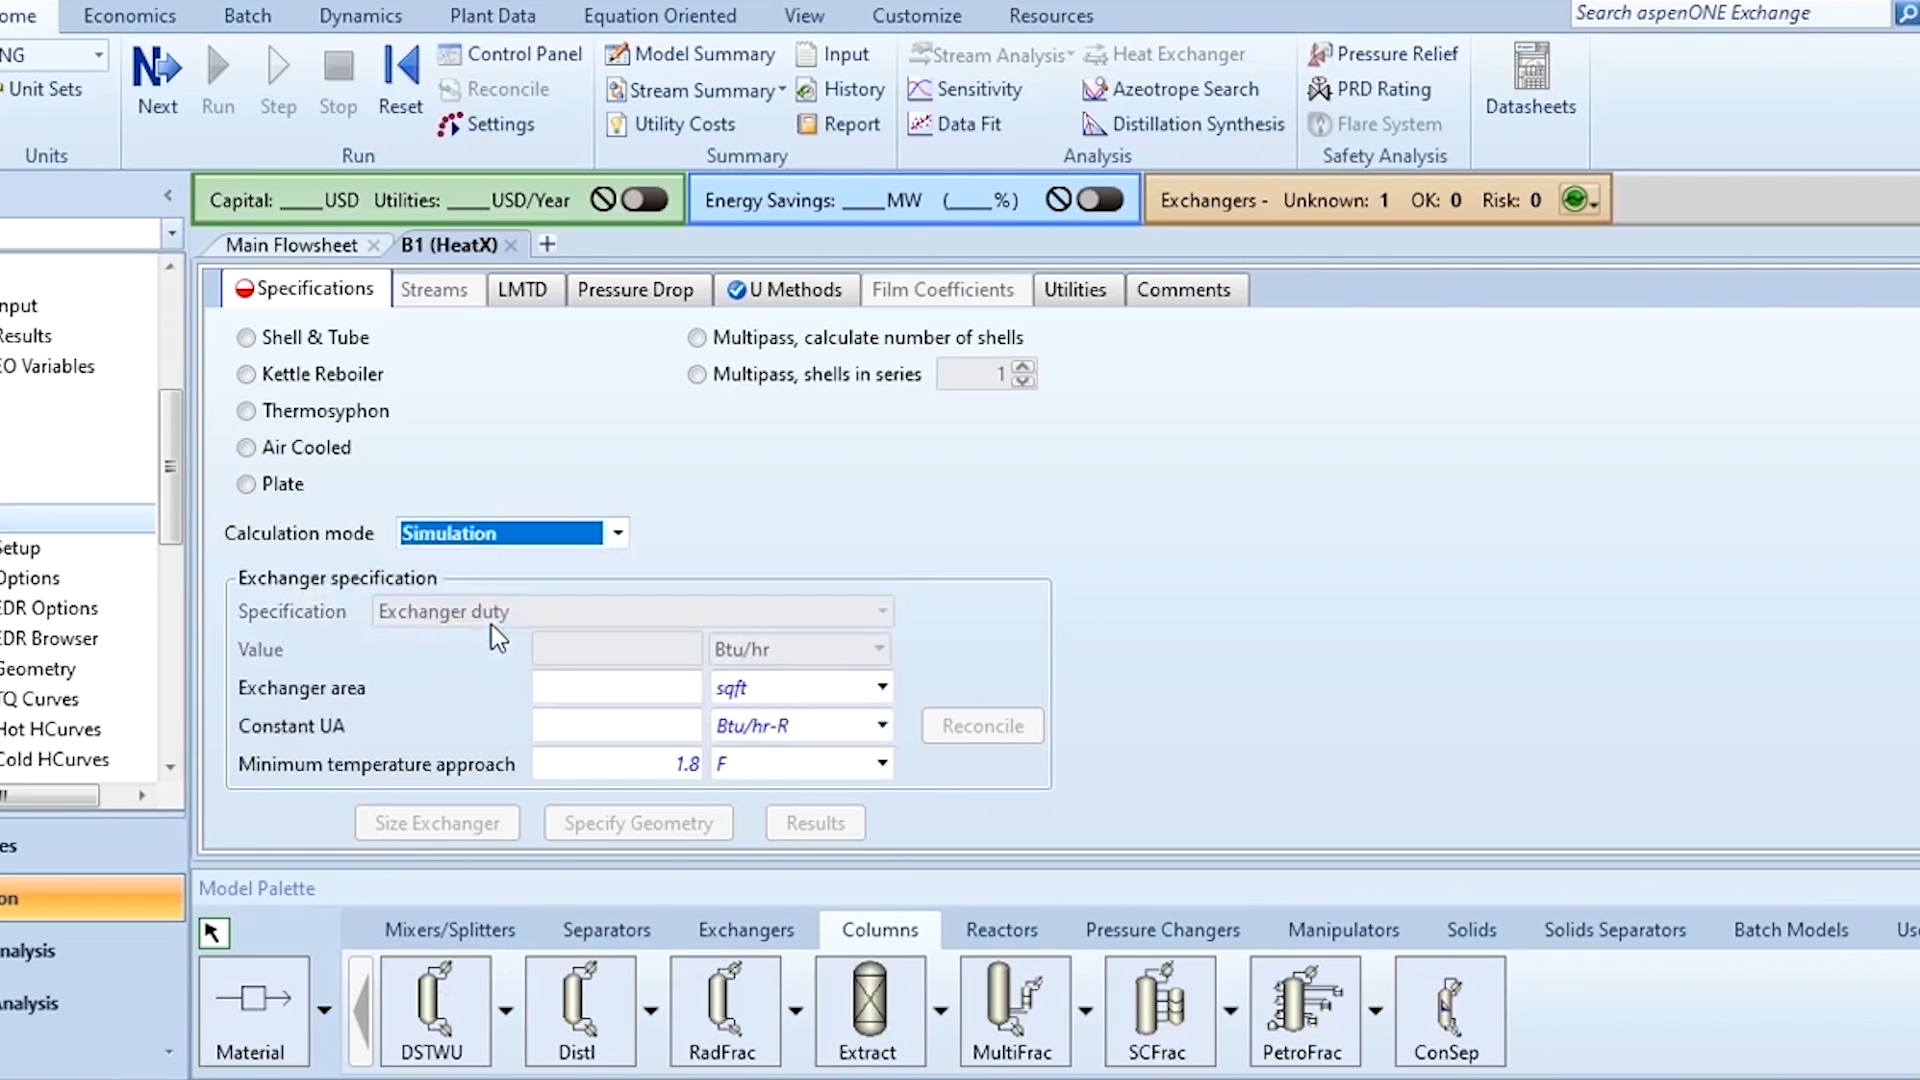 ome Economics Batch Dynamics Plant Data Equation Oriented View Customize Resources Search aspenONE Exchange
NG
Unit Sets
Units
Next Run Step Stop Reset
Control Panel
Reconcile
Settings
Run
Model Summary Input
Stream Summary History
Utility Costs Report
Summary
Stream Analysis Heat Exchanger
Sensitivity Azeotrope Search
Data Fit Distillation Synthesis
Analysis
Pressure Relief
PRD Rating
Flare System
Safety Analysis
Datasheets
Capital: ____USD Utilities: ____USD/Year
Energy Savings: ____MW (____%)
Exchangers - Unknown: 1 OK: 0 Risk: 0
Main Flowsheet B1 (HeatX) +
Specifications Streams LMTD Pressure Drop U Methods Film Coefficients Utilities Comments
nput
Results
EO Variables
Setup
Options
EDR Options
EDR Browser
Geometry
TQ Curves
Hot HCurves
Cold HCurves
es
on
nalysis
nalysis
Shell & Tube
Kettle Reboiler
Thermosyphon
Air Cooled
Plate
Multipass, calculate number of shells
Multipass, shells in series 1
Calculation mode Simulation
Exchanger specification
Specification Exchanger duty
Value Btu/hr
Exchanger area sqft
Constant UA Btu/hr-R Reconcile
Minimum temperature approach 1.8 F
Size Exchanger Specify Geometry Results
Model Palette
Mixers/Splitters Separators Exchangers Columns Reactors Pressure Changers Manipulators Solids Solids Separators Batch Models Us
Material DSTWU Distl RadFrac Extract MultiFrac SCFrac PetroFrac ConSep